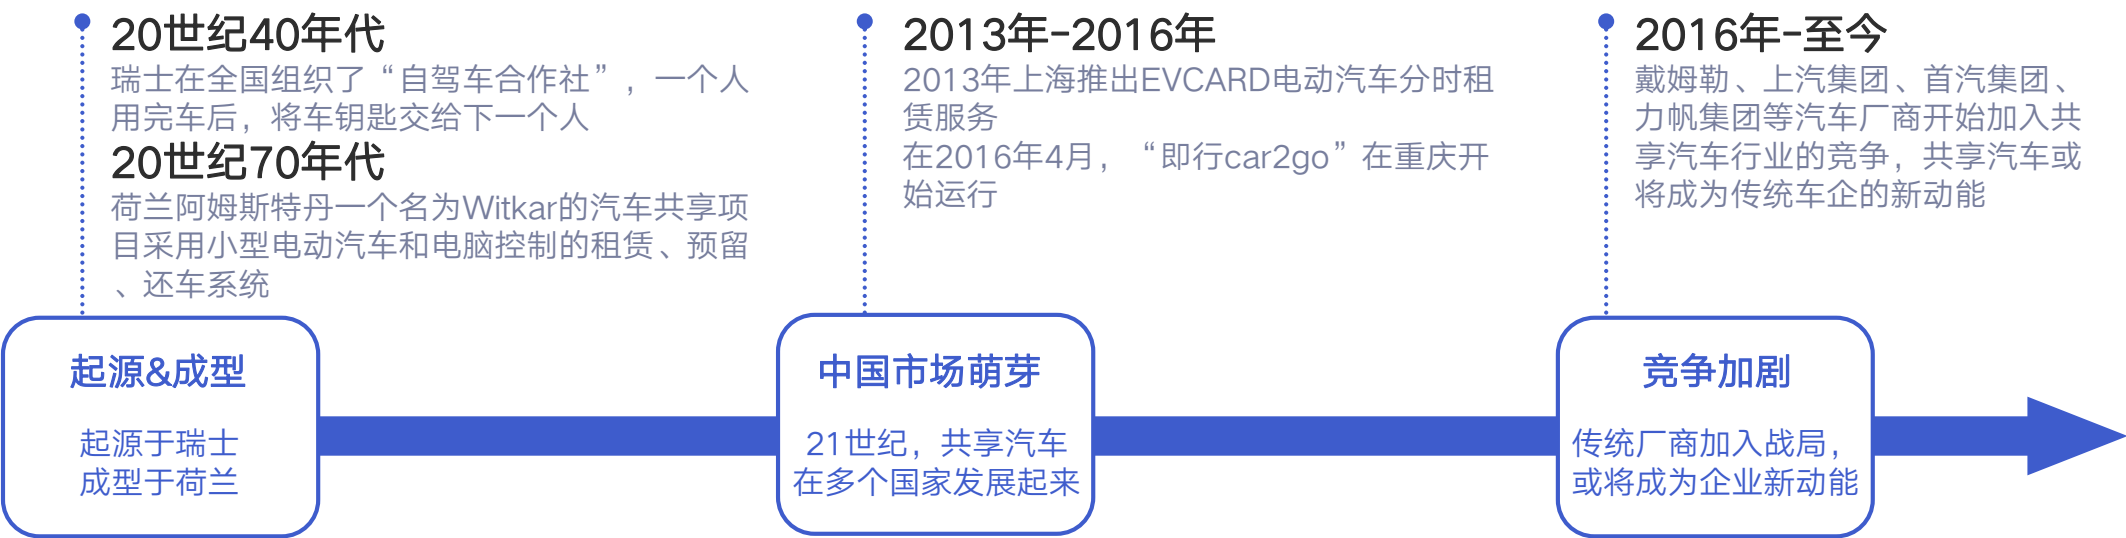 20世纪40年代
瑞士在全国组织了“自驾车合作社”，一个人
用完车后，将车钥匙交给下一个人
20世纪70年代
荷兰阿姆斯特丹一个名为Witkar的汽车共享项
目采用小型电动汽车和电脑控制的租赁、预留
、还车系统
起源&成型
起源于瑞士
成型于荷兰
2013年-2016年
2013年上海推出EVCARD电动汽车分时租
赁服务
在2016年4月，“即行car2go”在重庆开
始运行
中国市场萌芽
21世纪，共享汽车
在多个国家发展起来
2016年-至今
戴姆勒、上汽集团、首汽集团、
力帆集团等汽车厂商开始加入共
享汽车行业的竞争，共享汽车或
将成为传统车企的新动能
竞争加剧
传统厂商加入战局，
或将成为企业新动能